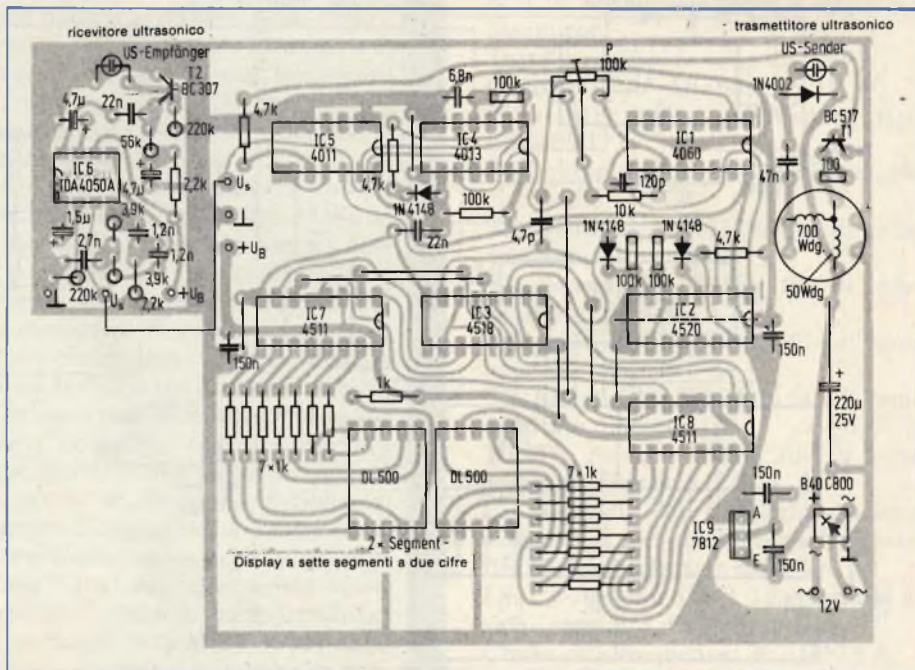 ricevitore ultrasonico
trasmettitore ultrasonico
US-Empfänger
US-Sender
T2
BC307
4,7µ
22n
220k
56k
IC6
TDA4050A
4,7µ
2,2k
1,5µ
3,9k
1,2n
2,7n
1,2n
220k
3,9k
2,2k
⊥
Us
+UB
4,7k
Us
⊥
+UB
IC5
4011
4,7k
6,8n
100k
IC4
4013
P
100k
IC1
4060
1N4002
BC517
T1
100
47n
1N4148
100k
22n
4,7p
120p
10k
1N4148
1N4148
100k
100k
4,7k
700
Wdg.
50Wdg
IC7
4511
IC3
4518
IC2
4520
150n
150n
1k
7×1k
DL500
DL500
2× Segment-
Display a sette segmenti a due cifre
7×1k
IC8
4511
+
220µ
25V
150n
B40C800
+
~
A
IC9
7812
E
150n
~
⊥
~
12V
~